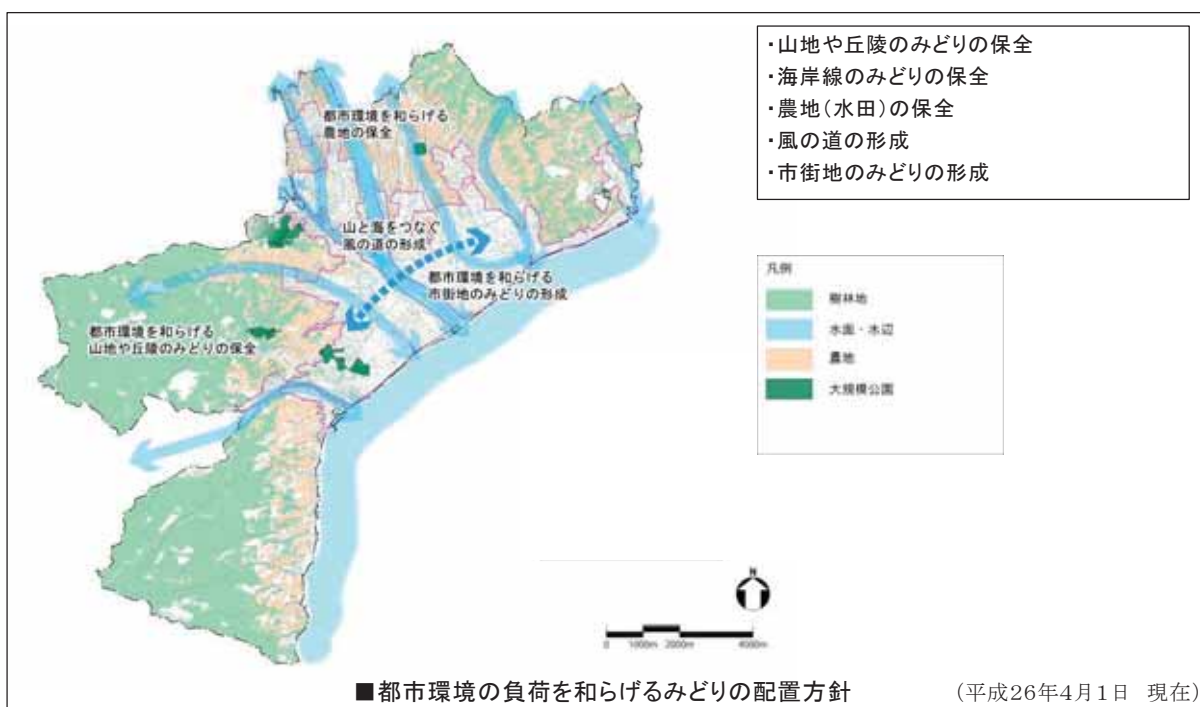 ・山地や丘陵のみどりの保全
・海岸線のみどりの保全
・農地（水田）の保全
・風の道の形成
・市街地のみどりの形成
都市環境を和らげる
農地の保全
山と海をつなぐ
風の道の形成
都市環境を和らげる
市街地のみどりの形成
都市環境を和らげる
山地や丘陵のみどりの保全
凡例
樹林地
水面・水辺
農地
大規模公園
N
0 1000m 2000m 4000m
■都市環境の負荷を和らげるみどりの配置方針
（平成26年4月1日 現在）